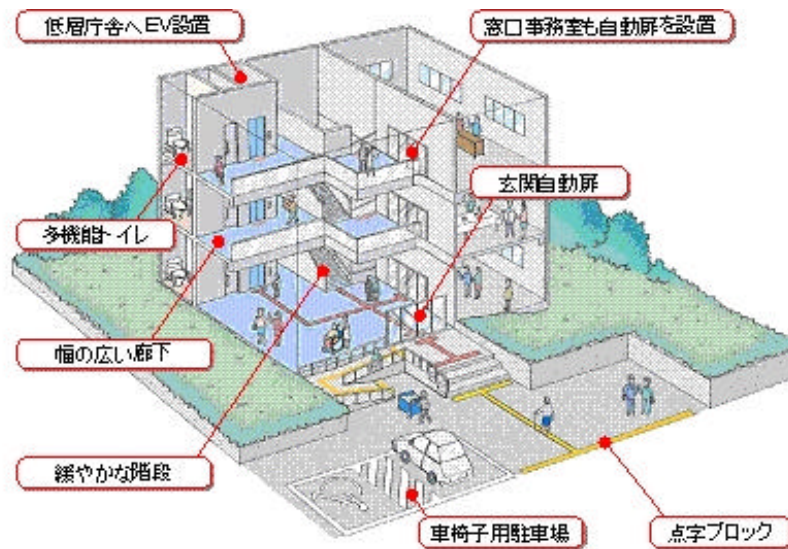 低層庁舎へEV設置
窓口事務室も自動扉を設置
玄関自動扉
多機能トイレ
幅の広い廊下
緩やかな階段
車椅子用駐車場
点字ブロック